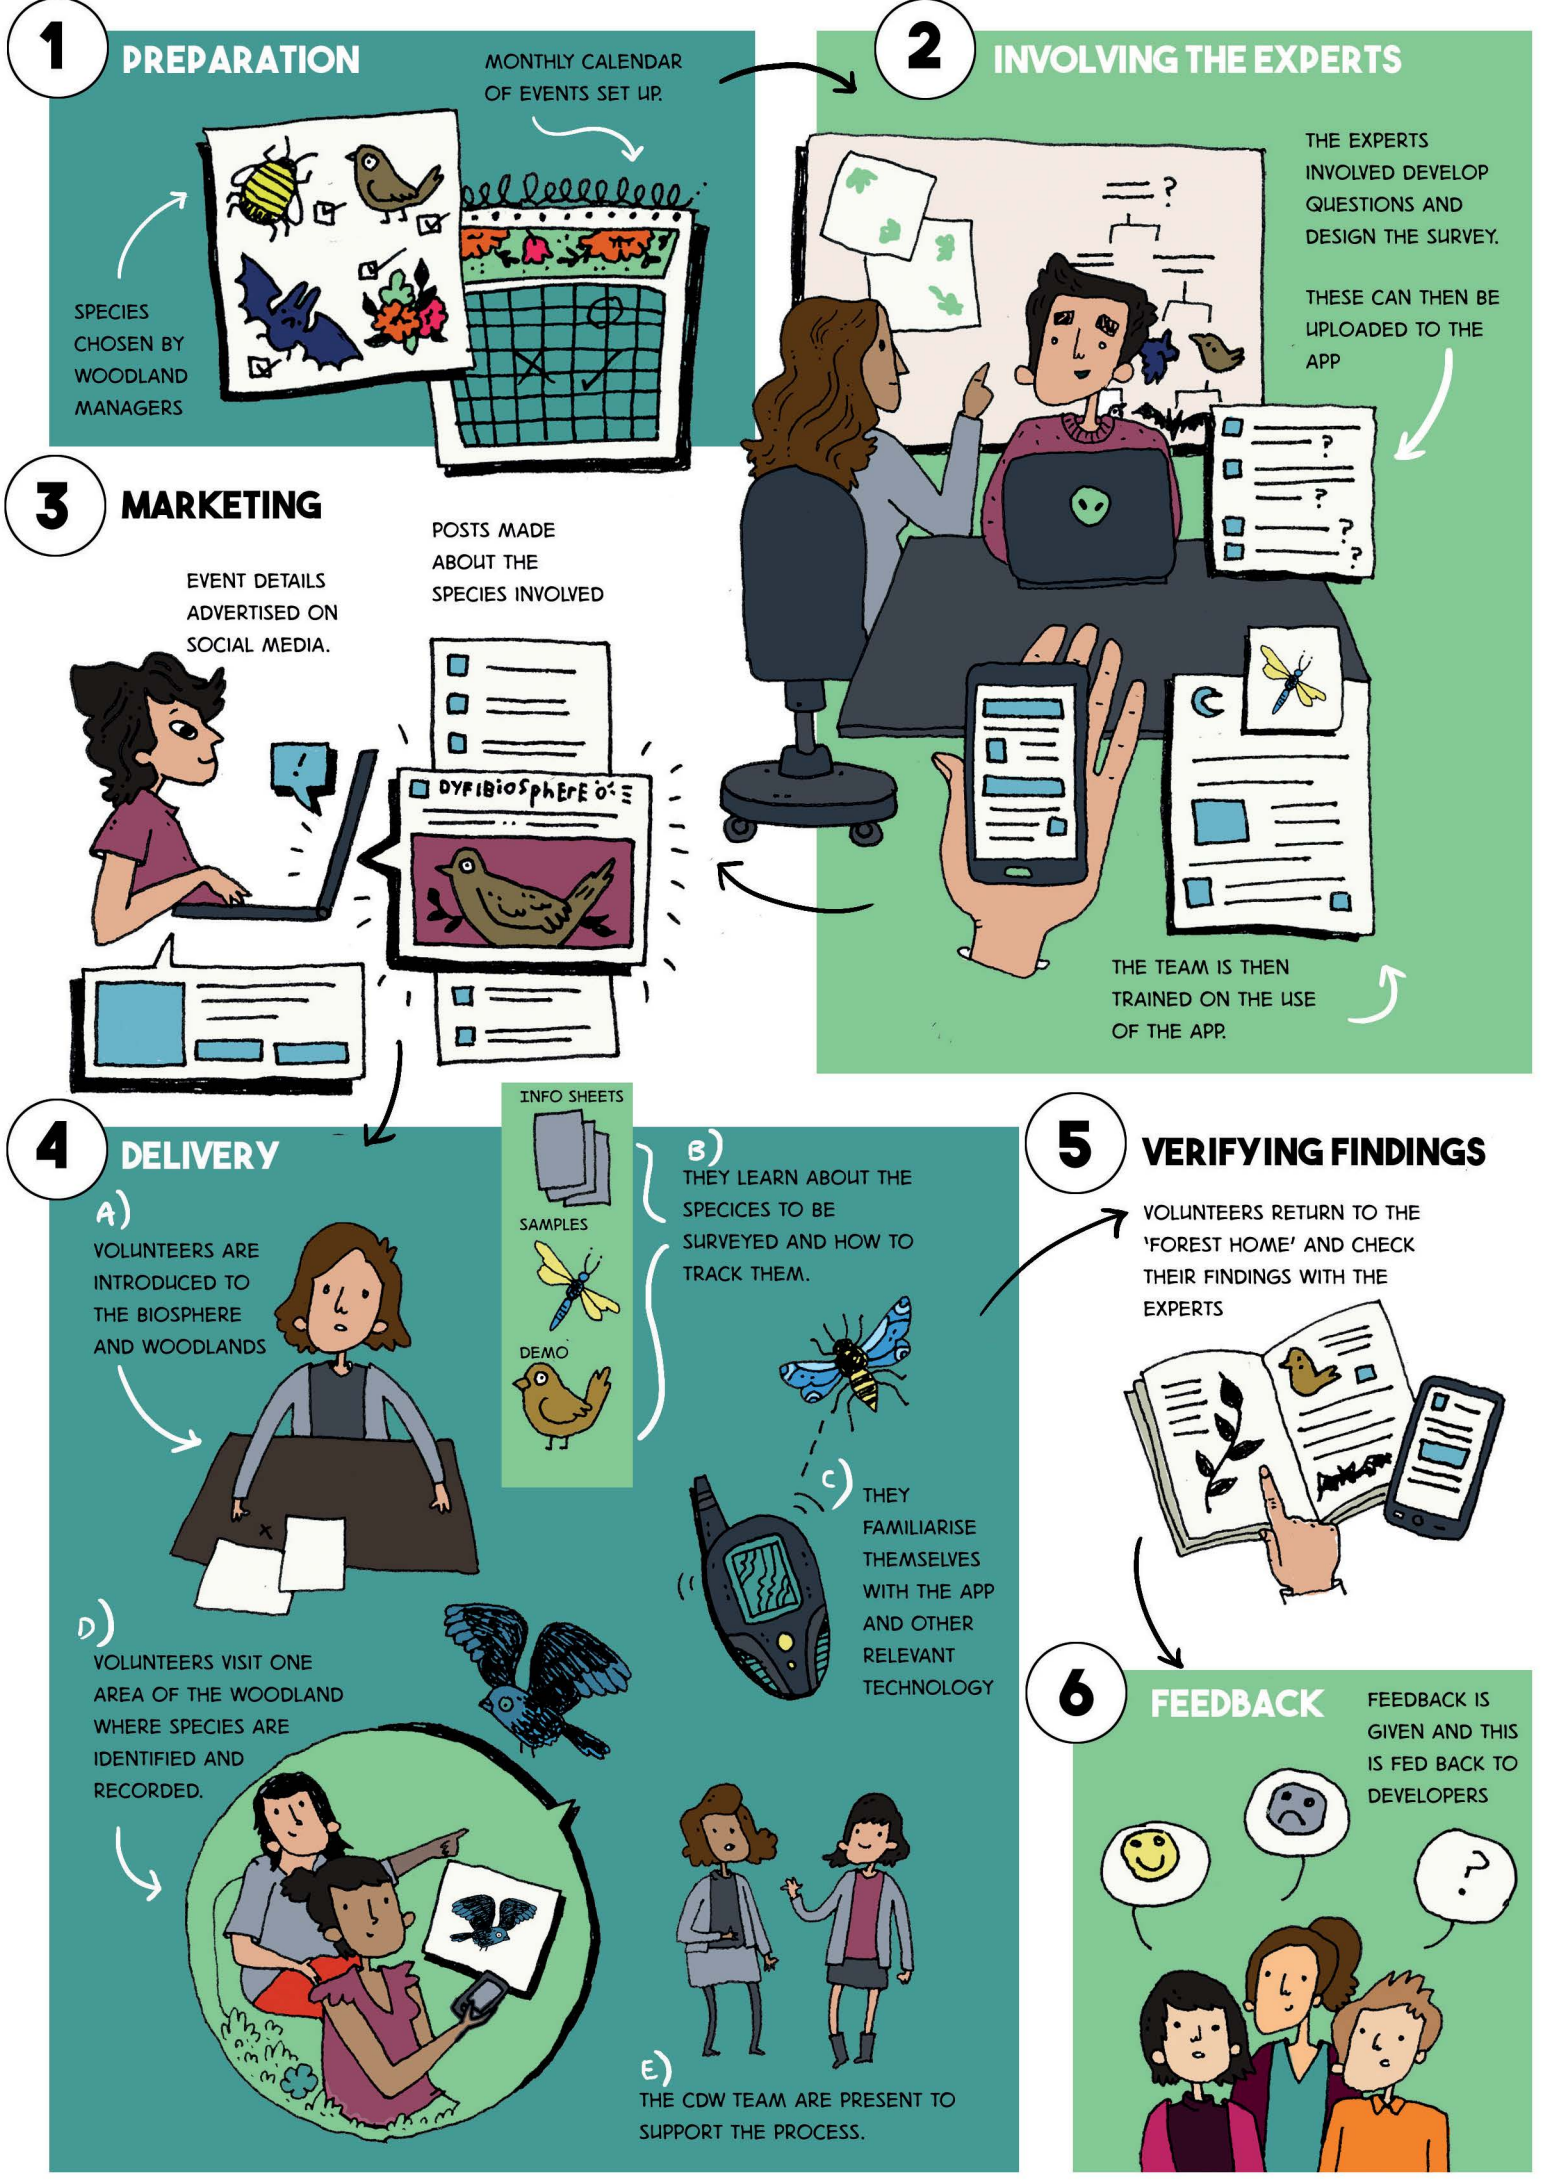 1
PREPARATION
MONTHLY CALENDAR
OF EVENTS SET UP.
SPECIES
CHOSEN BY
WOODLAND
MANAGERS
2
INVOLVING THE EXPERTS
THE EXPERTS
INVOLVED DEVELOP
QUESTIONS AND
DESIGN THE SURVEY.
THESE CAN THEN BE
UPLOADED TO THE
APP
?
?
?
?
?
THE TEAM IS THEN
TRAINED ON THE USE
OF THE APP.
3
MARKETING
EVENT DETAILS
ADVERTISED ON
SOCIAL MEDIA.
POSTS MADE
ABOUT THE
SPECIES INVOLVED
!
DYFIBIOSPHERE
4
DELIVERY
A)
VOLUNTEERS ARE
INTRODUCED TO
THE BIOSPHERE
AND WOODLANDS
INFO SHEETS
SAMPLES
DEMO
B)
THEY LEARN ABOUT THE
SPECICES TO BE
SURVEYED AND HOW TO
TRACK THEM.
C)
THEY
FAMILIARISE
THEMSELVES
WITH THE APP
AND OTHER
RELEVANT
TECHNOLOGY
D)
VOLUNTEERS VISIT ONE
AREA OF THE WOODLAND
WHERE SPECIES ARE
IDENTIFIED AND
RECORDED.
E)
THE CDW TEAM ARE PRESENT TO
SUPPORT THE PROCESS.
5
VERIFYING FINDINGS
VOLUNTEERS RETURN TO THE
'FOREST HOME' AND CHECK
THEIR FINDINGS WITH THE
EXPERTS
6
FEEDBACK
FEEDBACK IS
GIVEN AND THIS
IS FED BACK TO
DEVELOPERS
?